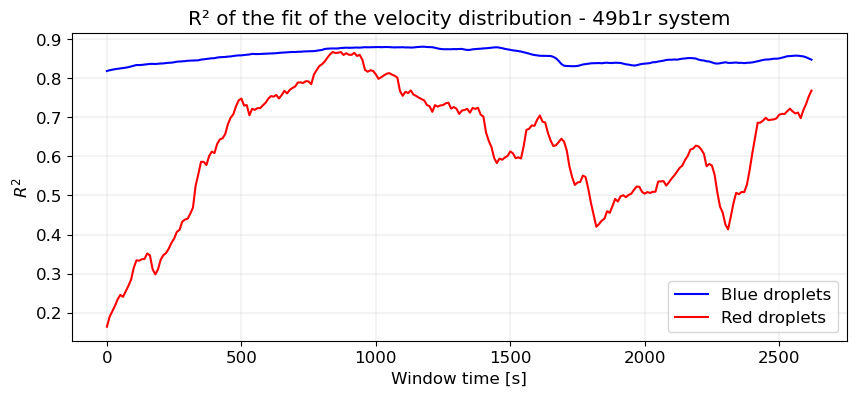 R² of the fit of the velocity distribution - 49b1r system
0.9
0.8
0.7
0.6
0.5
0.4
0.3
0.2
R²
0 500 1000 1500 2000 2500
Window time [s]
Blue droplets
Red droplets